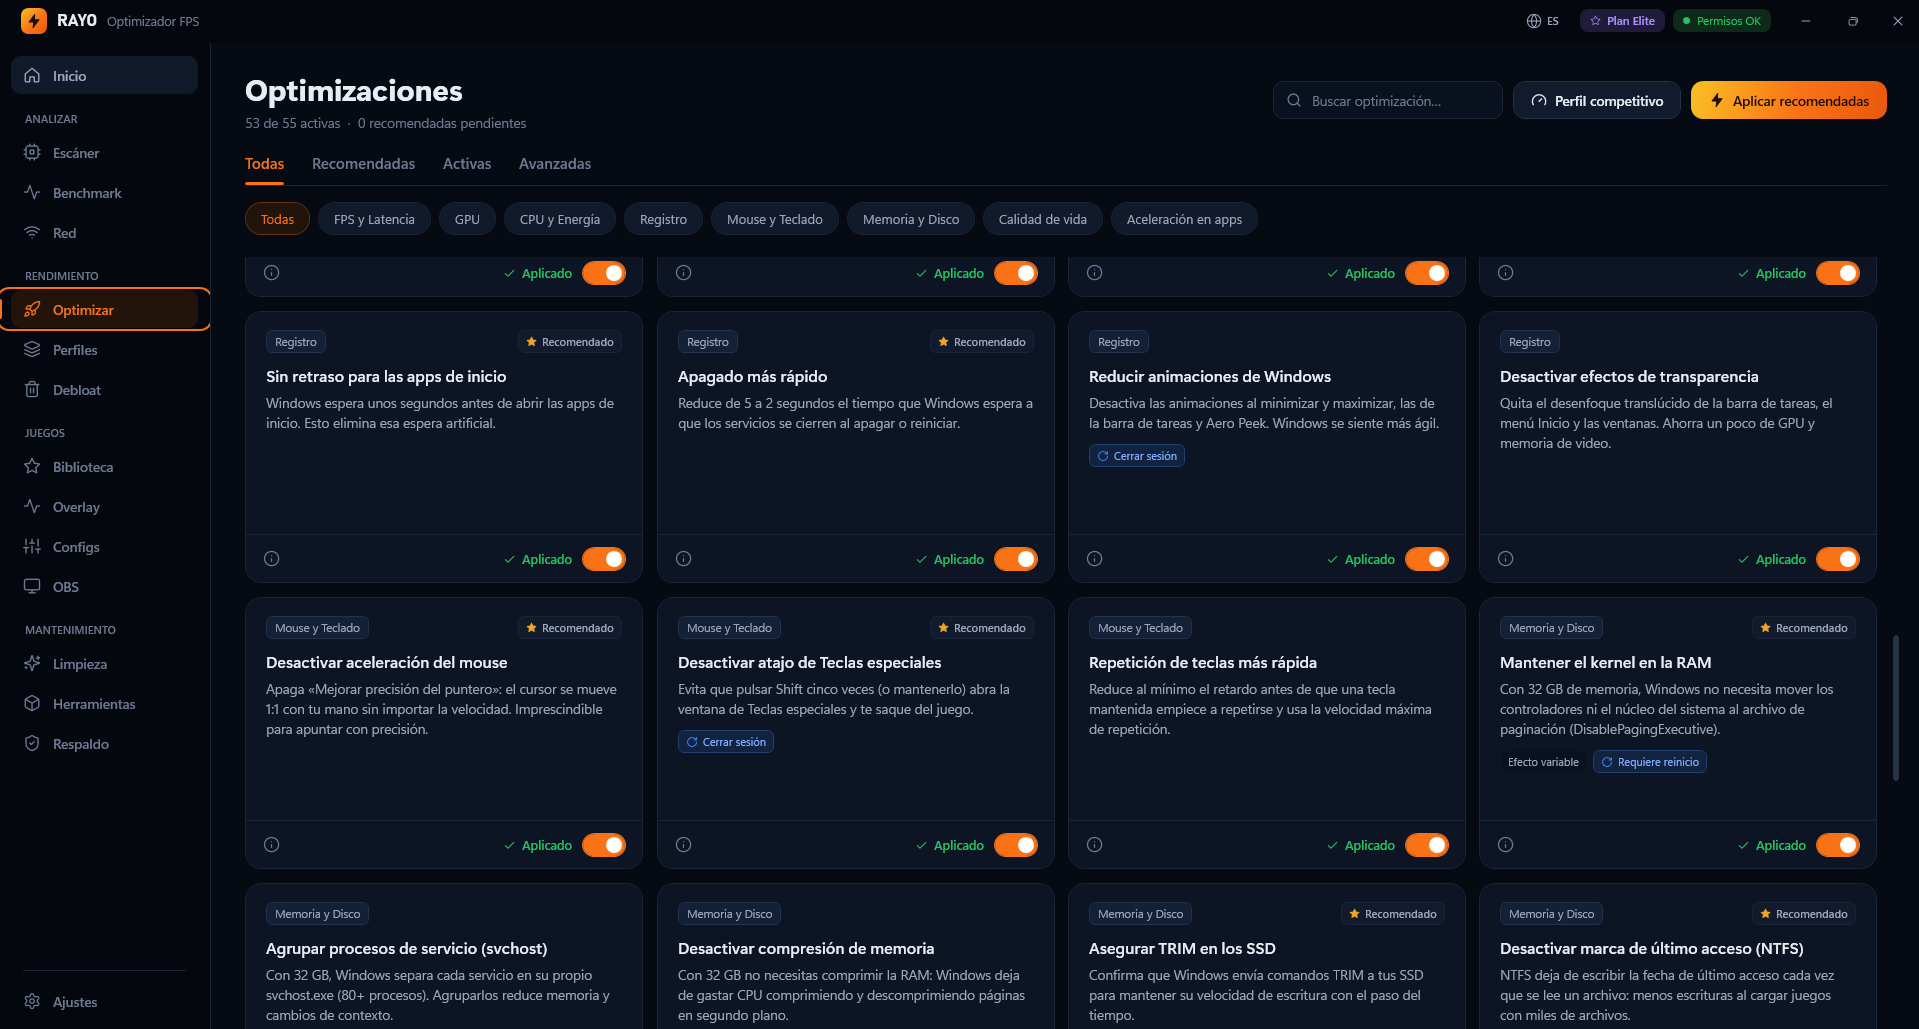 RAYO Optimizador FPS
ES
Plan Elite
Permisos OK
Inicio
ANALIZAR
Escáner
Benchmark
Red
RENDIMIENTO
Optimizar
Perfiles
Debloat
JUEGOS
Biblioteca
Overlay
Configs
OBS
MANTENIMIENTO
Limpieza
Herramientas
Respaldo
Ajustes
Optimizaciones
53 de 55 activas · 0 recomendadas pendientes
Buscar optimización...
Perfil competitivo
Aplicar recomendadas
Todas Recomendadas Activas Avanzadas
Todas FPS y Latencia GPU CPU y Energía Registro Mouse y Teclado Memoria y Disco Calidad de vida Aceleración en apps
Aplicado
Aplicado
Aplicado
Aplicado
Registro
Recomendado
Sin retraso para las apps de inicio
Windows espera unos segundos antes de abrir las apps de
inicio. Esto elimina esa espera artificial.
Aplicado
Registro
Recomendado
Apagado más rápido
Reduce de 5 a 2 segundos el tiempo que Windows espera a
que los servicios se cierren al apagar o reiniciar.
Aplicado
Registro
Reducir animaciones de Windows
Desactiva las animaciones al minimizar y maximizar, las de
la barra de tareas y Aero Peek. Windows se siente más ágil.
Cerrar sesión
Aplicado
Registro
Desactivar efectos de transparencia
Quita el desenfoque translúcido de la barra de tareas, el
menú Inicio y las ventanas. Ahorra un poco de GPU y
memoria de video.
Aplicado
Mouse y Teclado
Recomendado
Desactivar aceleración del mouse
Apaga «Mejorar precisión del puntero»: el cursor se mueve
1:1 con tu mano sin importar la velocidad. Imprescindible
para apuntar con precisión.
Aplicado
Mouse y Teclado
Recomendado
Desactivar atajo de Teclas especiales
Evita que pulsar Shift cinco veces (o mantenerlo) abra la
ventana de Teclas especiales y te saque del juego.
Cerrar sesión
Aplicado
Mouse y Teclado
Repetición de teclas más rápida
Reduce al mínimo el retardo antes de que una tecla
mantenida empiece a repetirse y usa la velocidad máxima
de repetición.
Aplicado
Memoria y Disco
Recomendado
Mantener el kernel en la RAM
Con 32 GB de memoria, Windows no necesita mover los
controladores ni el núcleo del sistema al archivo de
paginación (DisablePagingExecutive).
Efecto variable
Requiere reinicio
Aplicado
Memoria y Disco
Agrupar procesos de servicio (svchost)
Con 32 GB, Windows separa cada servicio en su propio
svchost.exe (80+ procesos). Agruparlos reduce memoria y
cambios de contexto.
Memoria y Disco
Desactivar compresión de memoria
Con 32 GB no necesitas comprimir la RAM: Windows deja
de gastar CPU comprimiendo y descomprimiendo páginas
en segundo plano.
Memoria y Disco
Recomendado
Asegurar TRIM en los SSD
Confirma que Windows envía comandos TRIM a tus SSD
para mantener su velocidad de escritura con el paso del
tiempo.
Memoria y Disco
Recomendado
Desactivar marca de último acceso (NTFS)
NTFS deja de escribir la fecha de último acceso cada vez
que se lee un archivo: menos escrituras al cargar juegos
con miles de archivos.